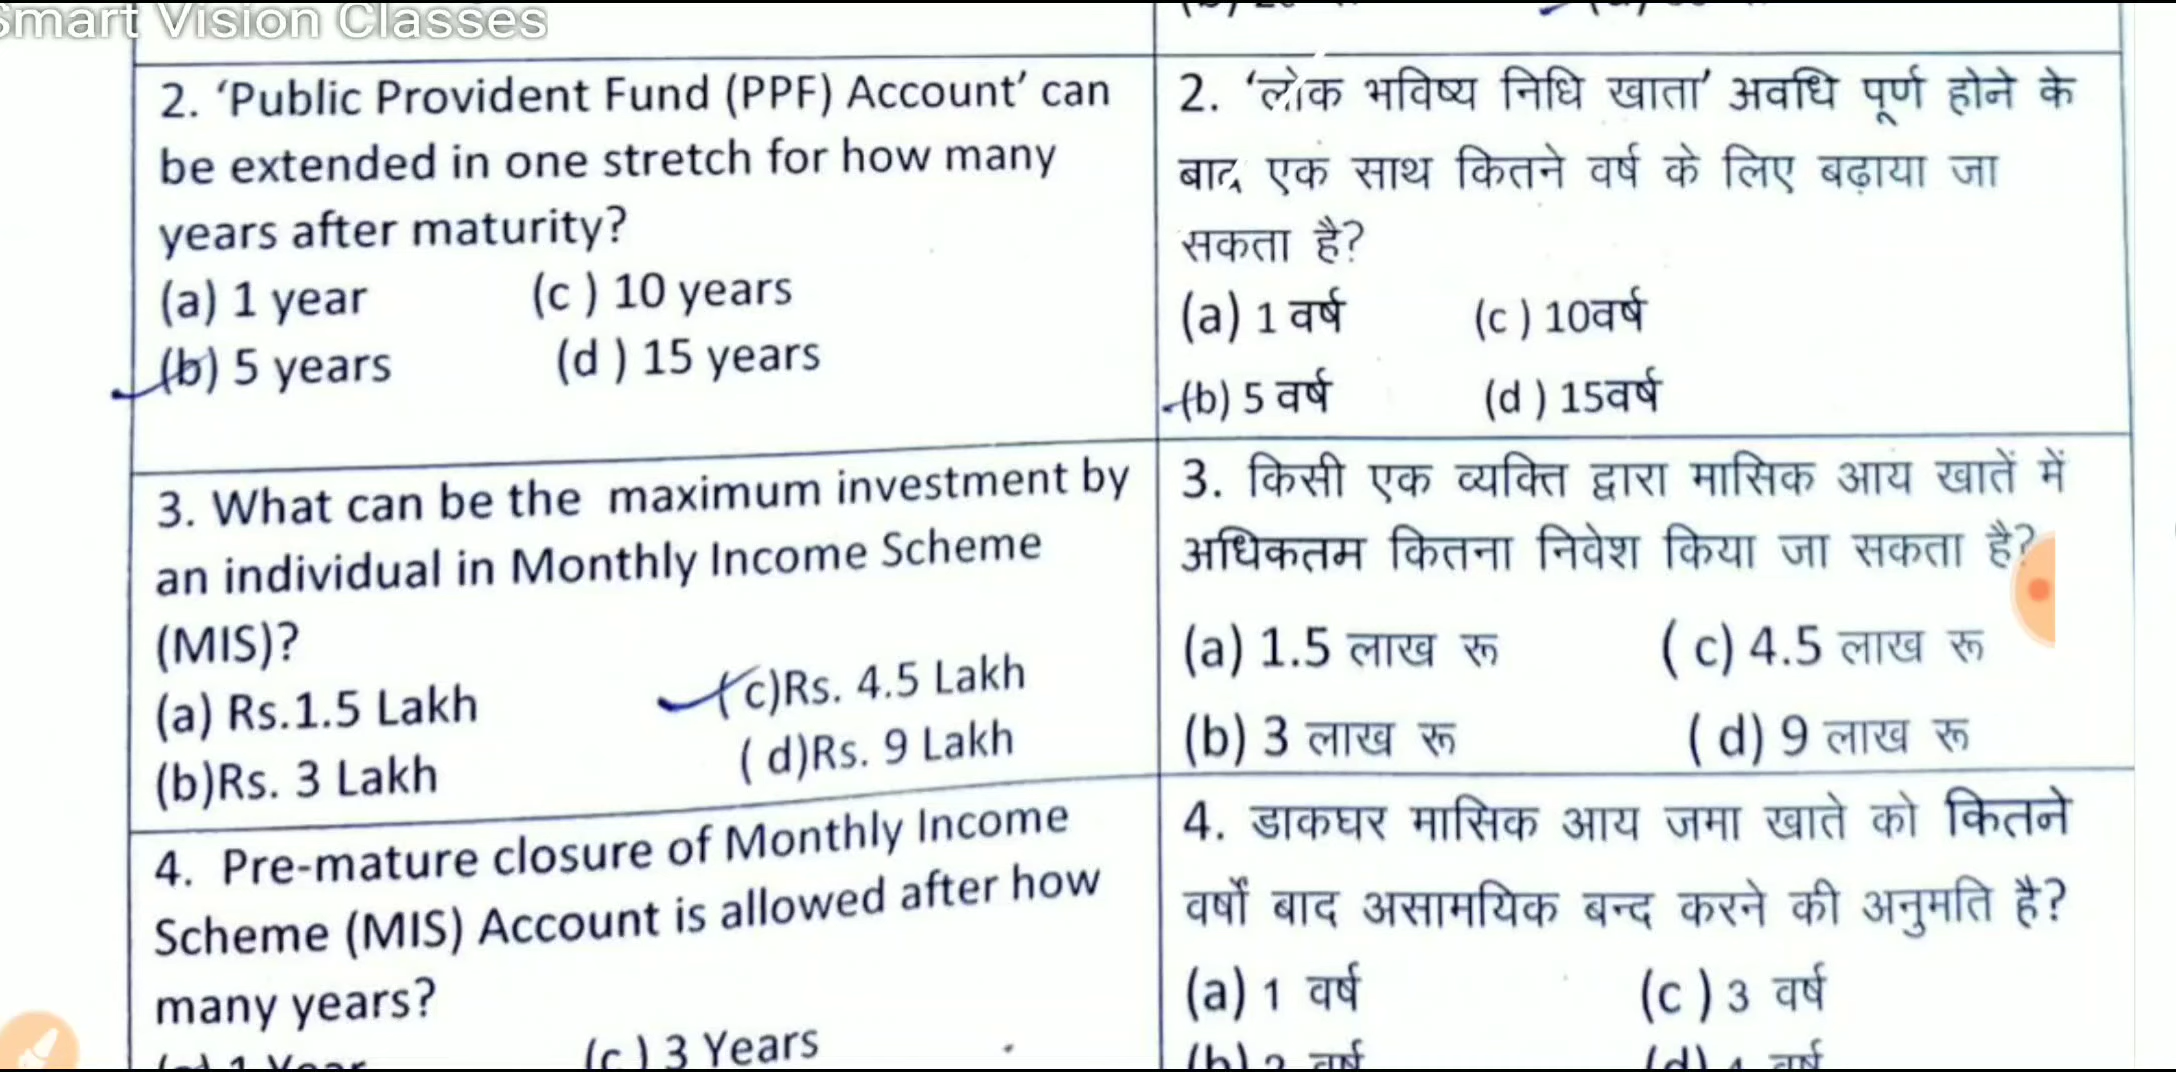 Smart Vision Classes
2. ‘Public Provident Fund (PPF) Account’ can
be extended in one stretch for how many
years after maturity?
(a) 1 year (c ) 10 years
(b) 5 years (d ) 15 years
3. What can be the maximum investment by
an individual in Monthly Income Scheme
(MIS)?
(a) Rs.1.5 Lakh (c)Rs. 4.5 Lakh
(b)Rs. 3 Lakh ( d)Rs. 9 Lakh
4. Pre-mature closure of Monthly Income
Scheme (MIS) Account is allowed after how
many years?
(c ) 3 Years
2. ‘लोक भविष्य निधि खाता’ अवधि पूर्ण होने के
बाद एक साथ कितने वर्ष के लिए बढ़ाया जा
सकता है?
(a) 1 वर्ष (c ) 10वर्ष
(b) 5 वर्ष (d ) 15वर्ष
3. किसी एक व्यक्ति द्वारा मासिक आय खातें में
अधिकतम कितना निवेश किया जा सकता है?
(a) 1.5 लाख रू ( c) 4.5 लाख रू
(b) 3 लाख रू ( d) 9 लाख रू
4. डाकघर मासिक आय जमा खाते को कितने
वर्षों बाद असामयिक बन्द करने की अनुमति है?
(a) 1 वर्ष (c ) 3 वर्ष